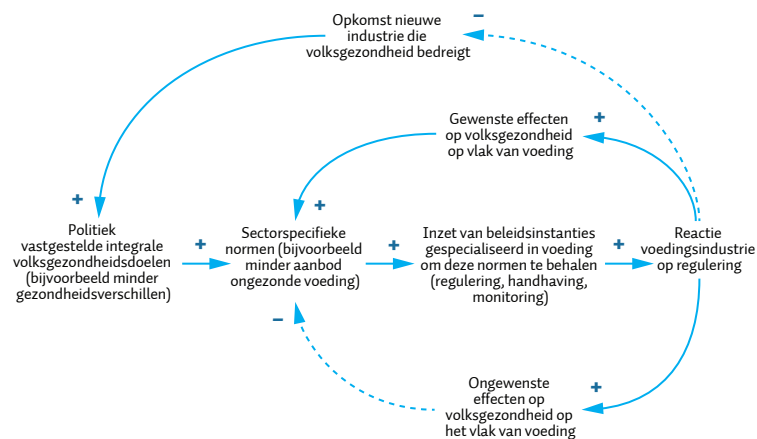 Opkomst nieuwe
industrie die
volksgezondheid bedreigt
–
Gewenste effecten
op volksgezondheid
op vlak van voeding
+
+
Politiek
vastgestelde integrale
volksgezondheidsdoelen
(bijvoorbeeld minder
gezondheidsverschillen)
+
+
Sectorspecifieke
normen (bijvoorbeeld
minder aanbod
ongezonde voeding)
+
Inzet van beleidsinstanties
gespecialiseerd in voeding
om deze normen te behalen
(regulering, handhaving,
monitoring)
+
Reactie
voedingsindustrie
op regulering
–
Ongewenste
effecten op
volksgezondheid op
het vlak van voeding
+